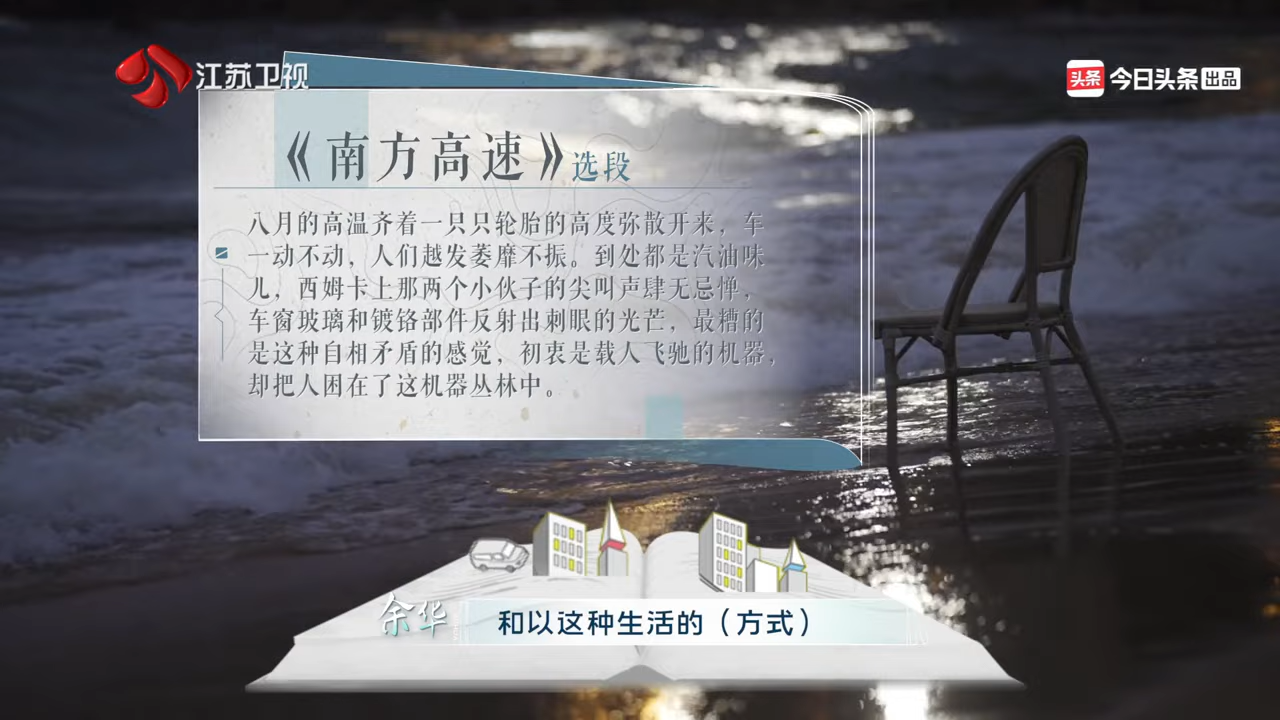 江苏卫视
头条 今日头条出品
《南方高速》选段
八月的高温齐着一只只轮胎的高度弥散开来，车
一动不动，人们越发萎靡不振。到处都是汽油味
儿，西姆卡上那两个小伙子的尖叫声肆无忌惮，
车窗玻璃和镀铬部件反射出刺眼的光芒，最糟的
是这种自相矛盾的感觉，初衷是载人飞驰的机器，
却把人困在了这机器丛林中。
余华 和以这种生活的（方式）